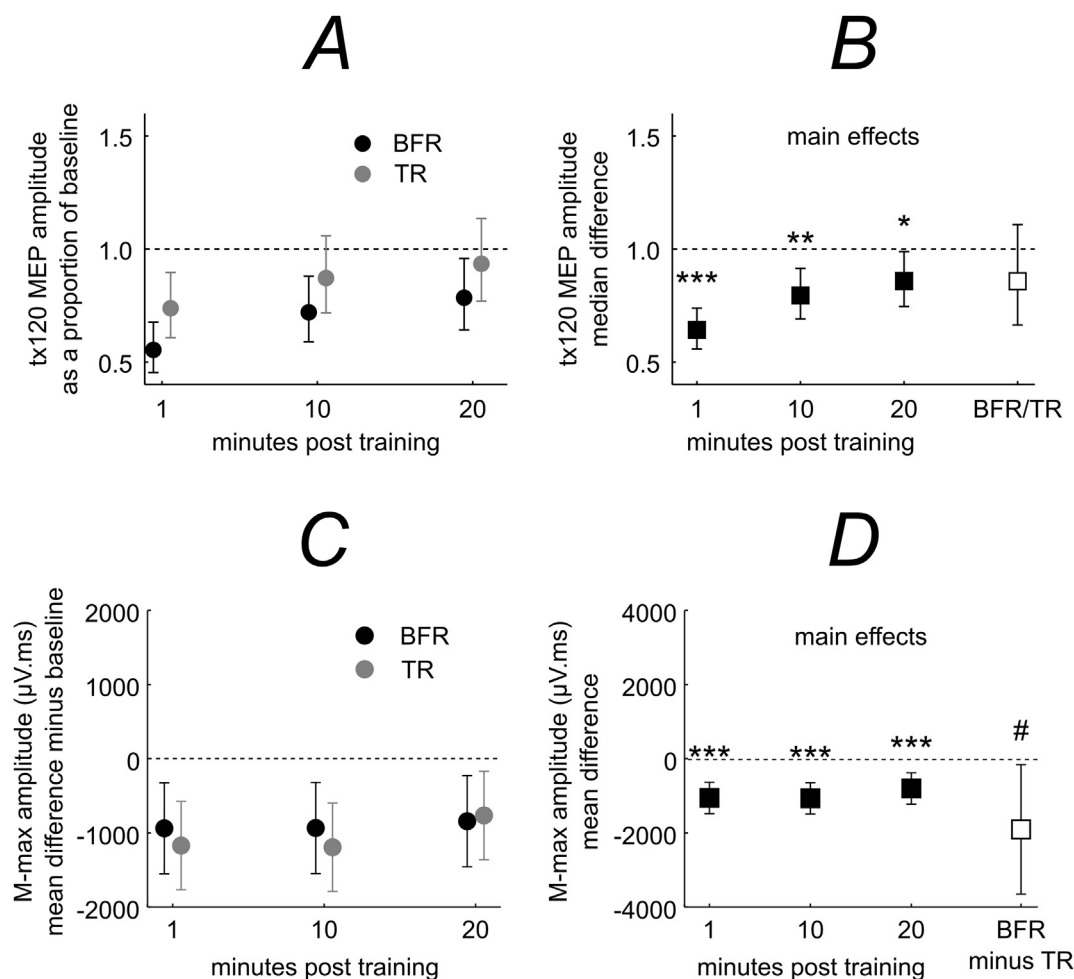 A
tx120 MEP amplitude
as a proportion of baseline
1.5
1.0
0.5
BFR
TR
1 10 20
minutes post training
B
tx120 MEP amplitude
median difference
1.5
1.0
0.5
main effects
***
**
*
1 10 20 BFR/TR
minutes post training
C
M-max amplitude (µV.ms)
mean difference minus baseline
2000
1000
0
-1000
-2000
BFR
TR
1 10 20
minutes post training
D
M-max amplitude (µV.ms)
mean difference
4000
2000
0
-2000
-4000
main effects
*** *** *** #
1 10 20 BFR
minutes post training minus TR